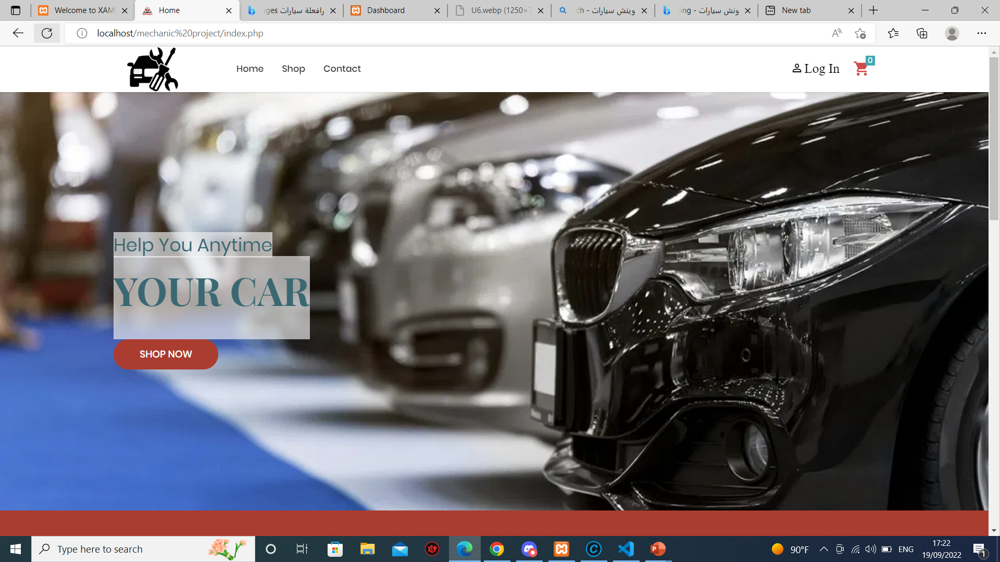 Welcome to XAM
Home
رافعلة سيارات ages
Dashboard
U6.webp (1250×7
وينش سيارات - ch
ونش سيارات - ing
New tab
localhost/mechanic%20project/index.php
Home Shop Contact
Log In 0
Help You Anytime
YOUR CAR
SHOP NOW
Type here to search
90°F
ENG
17:22
19/09/2022
1